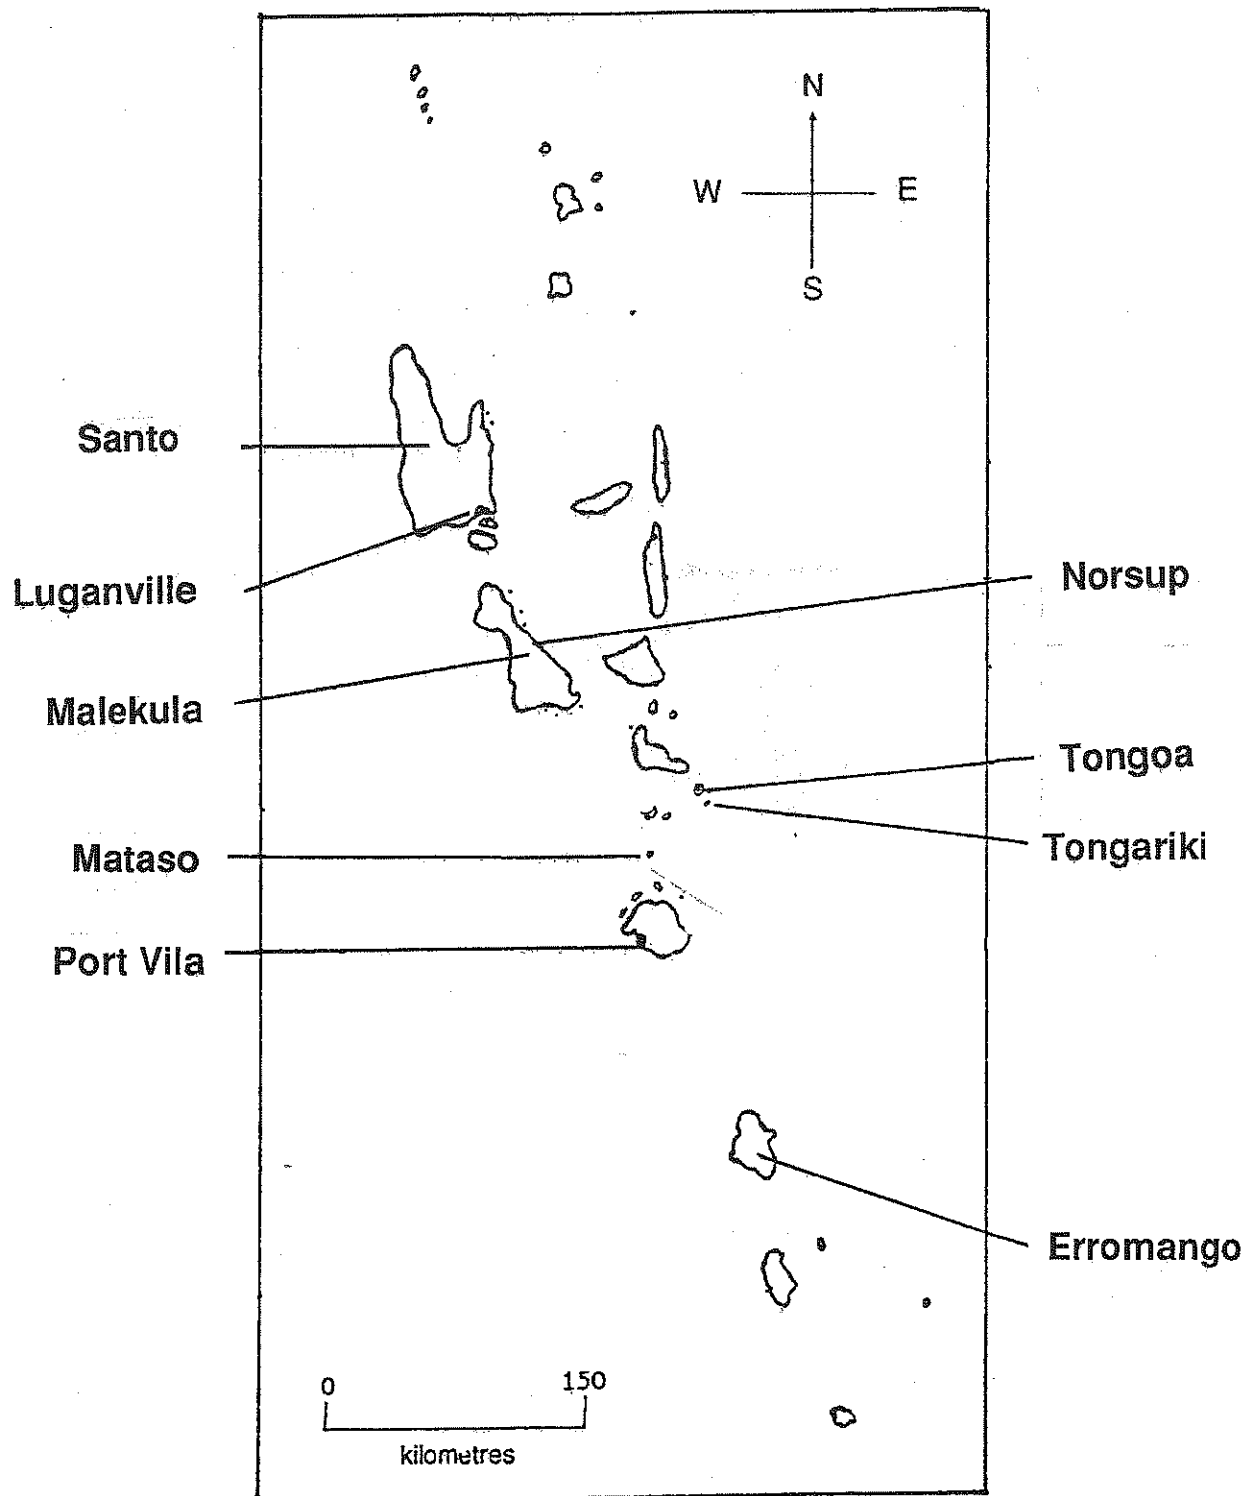 N
W E
S
Santo
Luganville
Norsup
Malekula
Tongoa
Mataso
Tongariki
Port Vila
Erromango
0 150
kilometres